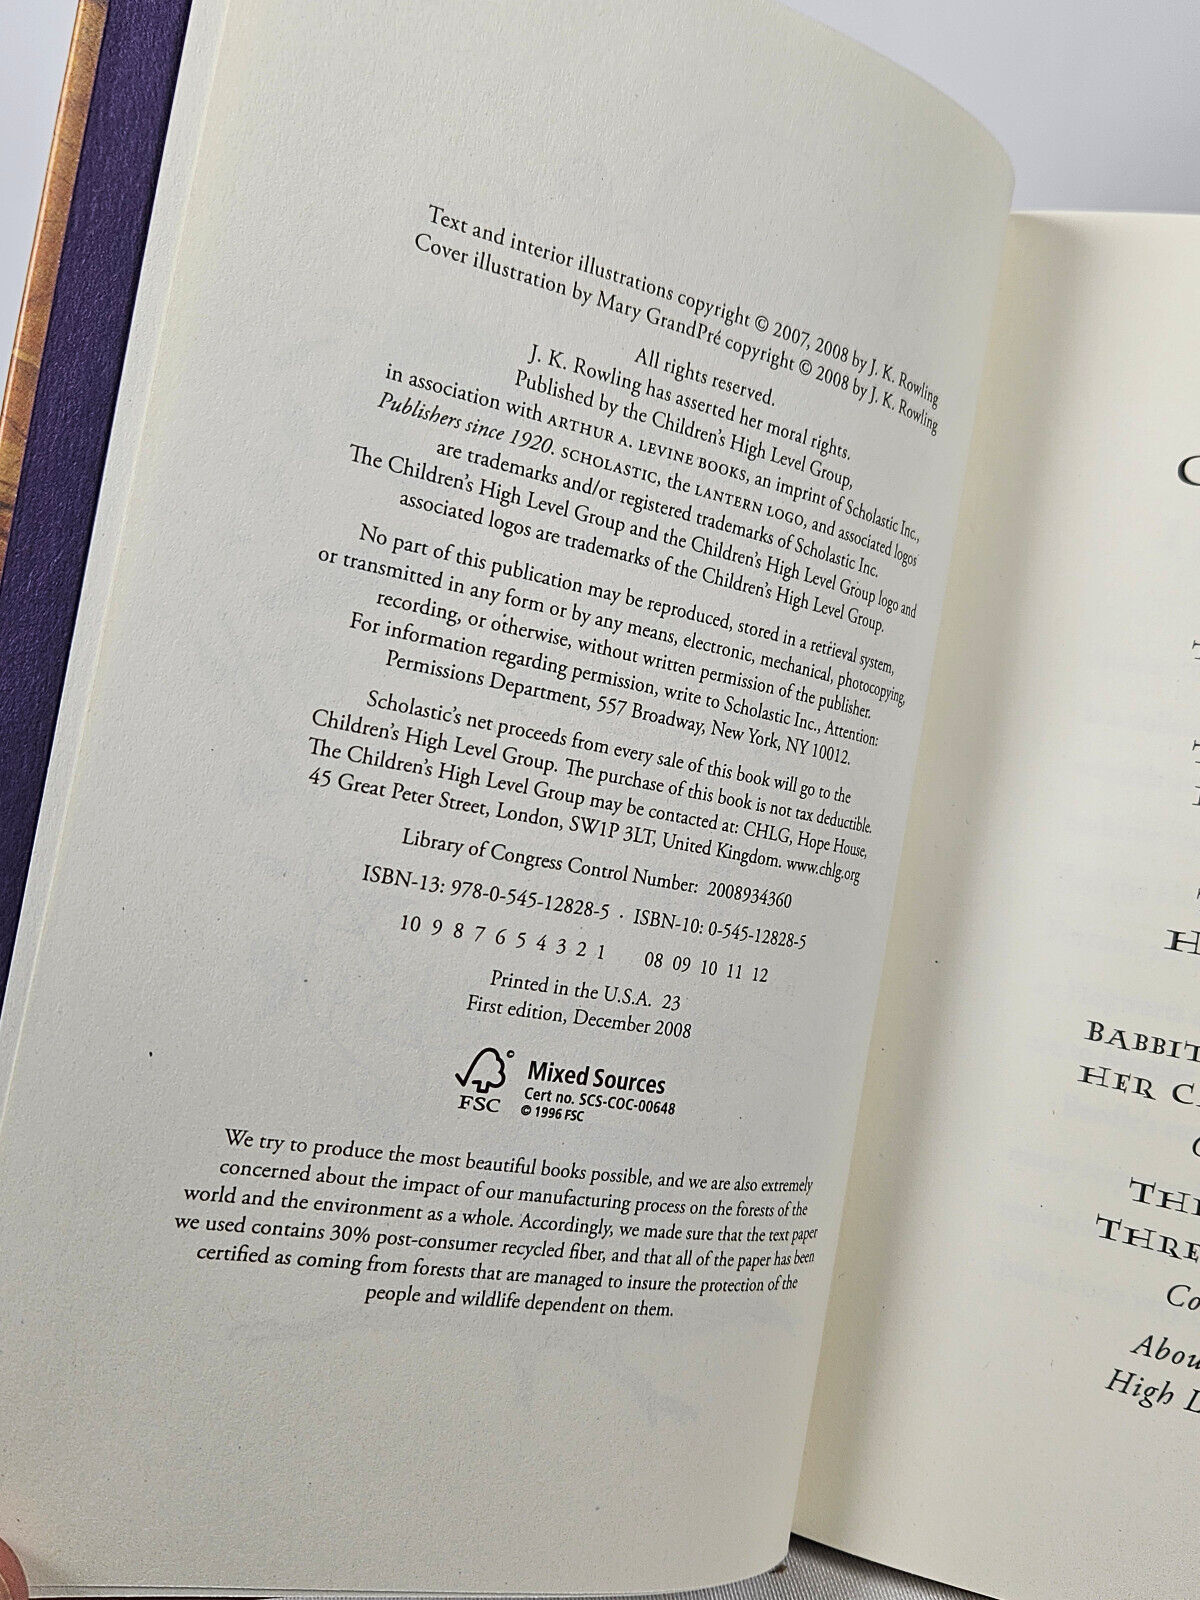 Text and interior illustrations copyright © 2007, 2008 by J. K. Rowling
Cover illustration by Mary GrandPré copyright © 2008 by J. K. Rowling
All rights reserved.
J. K. Rowling has asserted her moral rights.
Published by the Children's High Level Group,
in association with ARTHUR A. LEVINE BOOKS, an imprint of Scholastic Inc.,
Publishers since 1920. SCHOLASTIC, the LANTERN LOGO, and associated logos
are trademarks and/or registered trademarks of Scholastic Inc.
The Children's High Level Group and the Children's High Level Group logo and
associated logos are trademarks of the Children's High Level Group.
No part of this publication may be reproduced, stored in a retrieval system,
or transmitted in any form or by any means, electronic, mechanical, photocopying,
recording, or otherwise, without written permission of the publisher.
For information regarding permission, write to Scholastic Inc., Attention:
Permissions Department, 557 Broadway, New York, NY 10012.
Scholastic's net proceeds from every sale of this book will go to the
Children's High Level Group. The purchase of this book is not tax deductible.
The Children's High Level Group may be contacted at: CHLG, Hope House,
45 Great Peter Street, London, SW1P 3LT, United Kingdom. www.chlg.org
Library of Congress Control Number: 2008934360
ISBN-13: 978-0-545-12828-5 · ISBN-10: 0-545-12828-5
10 9 8 7 6 5 4 3 2 1 08 09 10 11 12
Printed in the U.S.A. 23
First edition, December 2008
FSC
Mixed Sources
Cert no. SCS-COC-00648
© 1996 FSC
We try to produce the most beautiful books possible, and we are also extremely
concerned about the impact of our manufacturing process on the forests of the
world and the environment as a whole. Accordingly, we made sure that the text paper
we used contains 30% post-consumer recycled fiber, and that all of the paper has been
certified as coming from forests that are managed to insure the protection of the
people and wildlife dependent on them.
H
BABBIT
HER C
THE
THRE
Co
Abou
High L